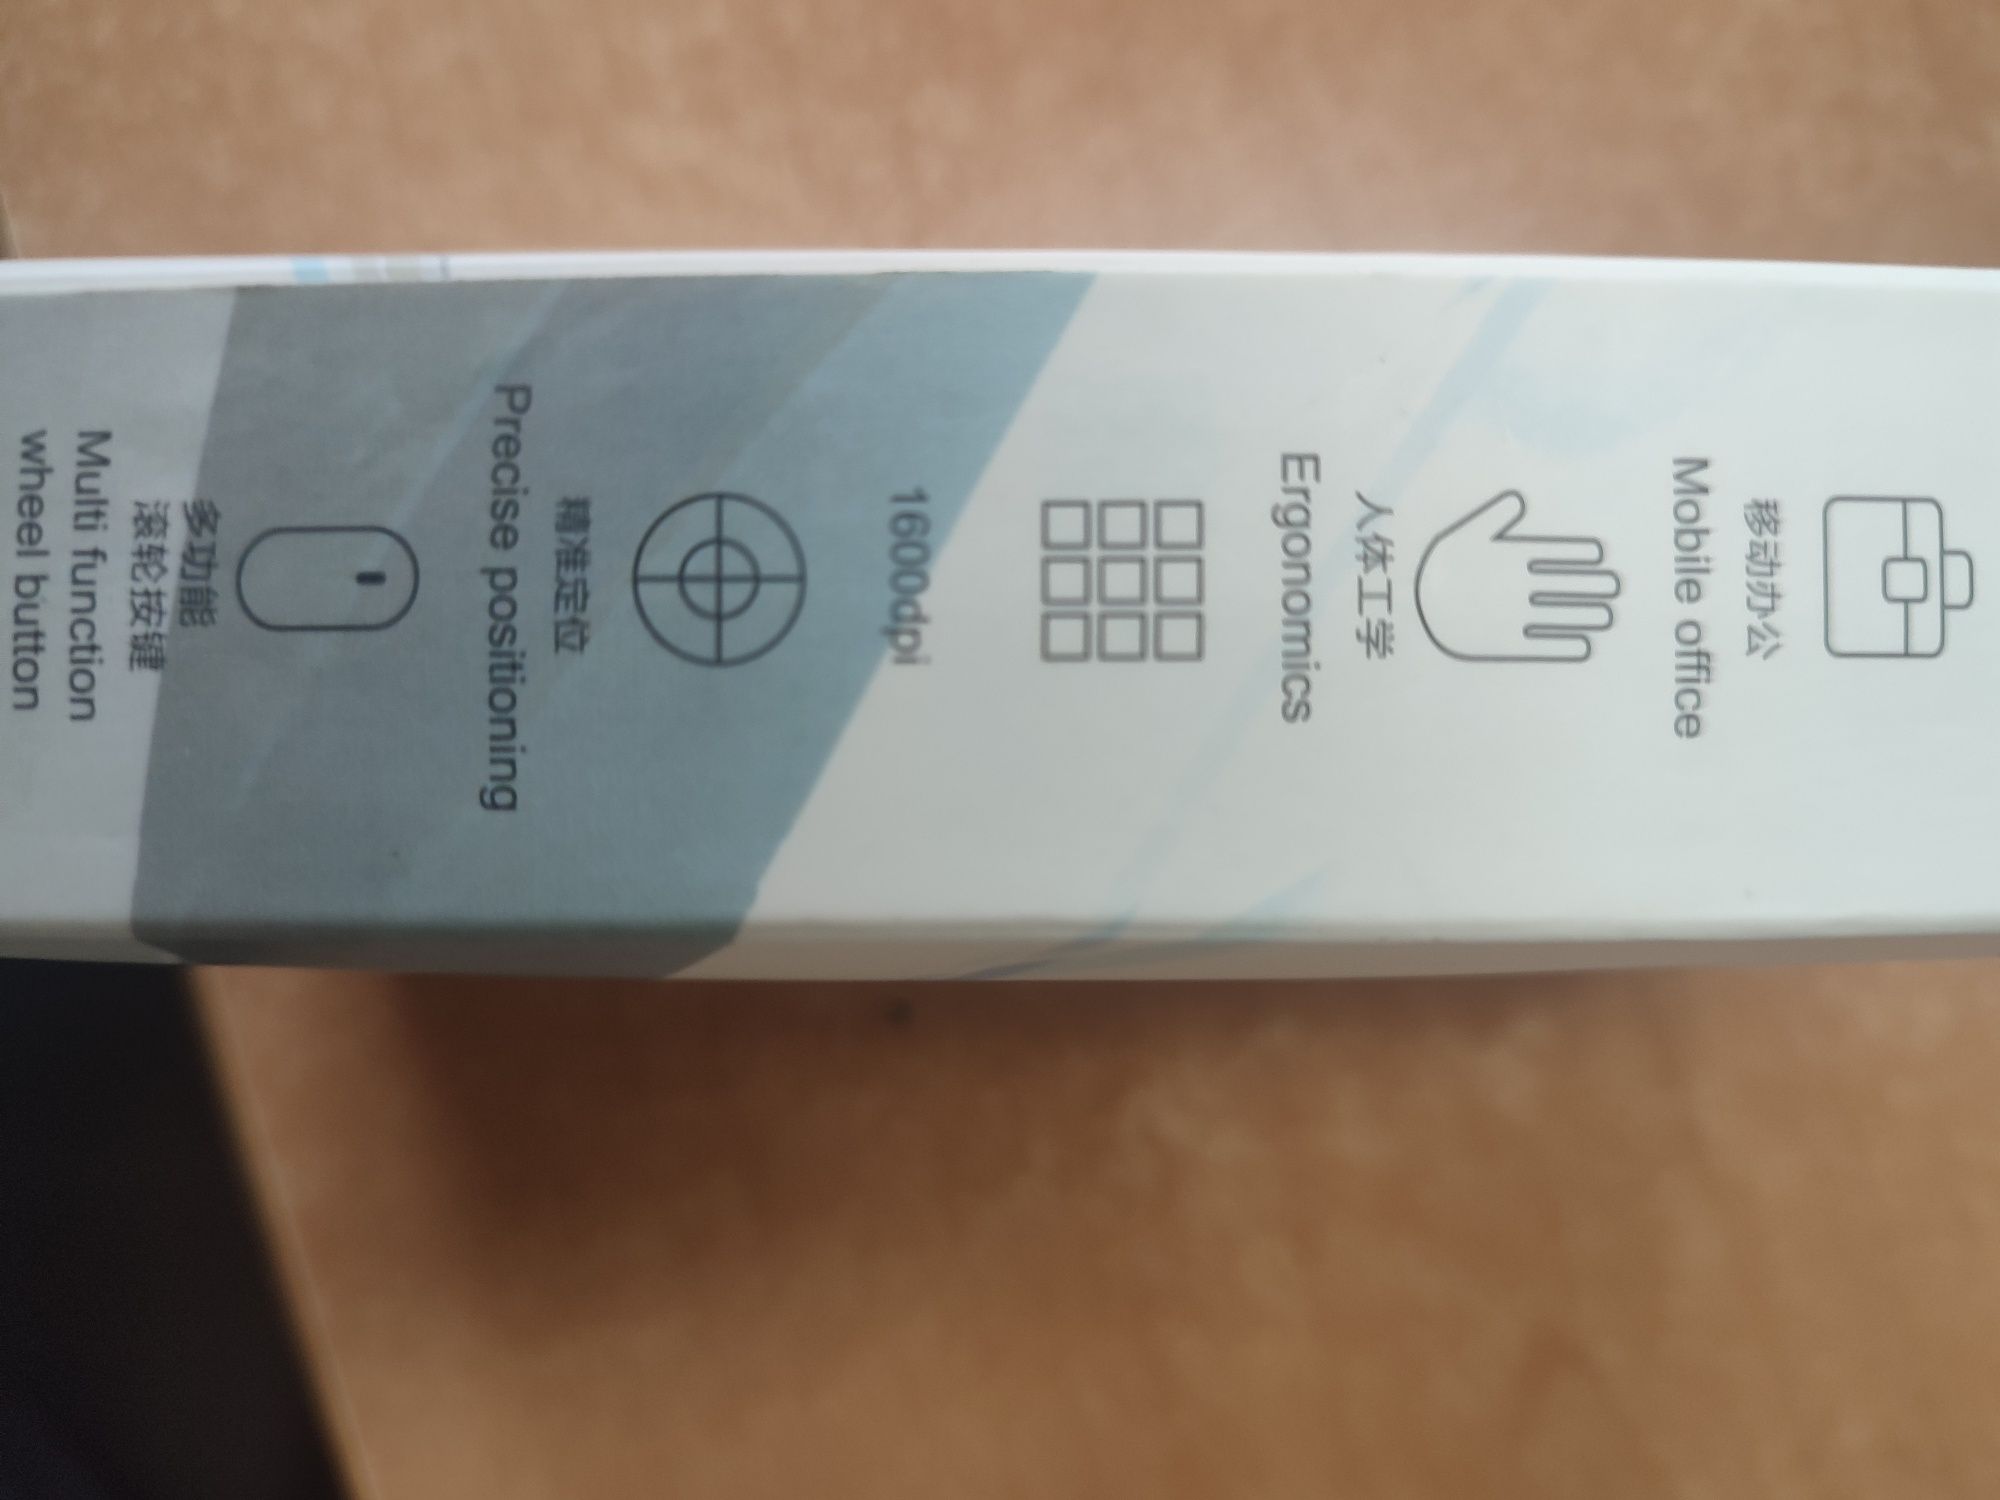 移动办公
Mobile office
人体工学
Ergonomics
1600dpi
精准定位
Precise positioning
多功能
滚轮按键
Multi function
wheel button